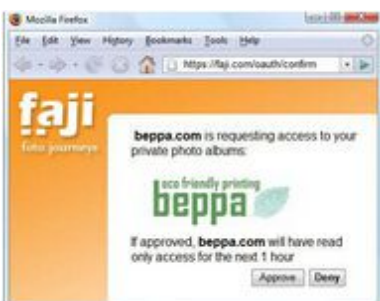 Mozilla Firefox
File Edit View History Bookmarks Tools Help
https://faji.com/oauth/confirm
faji
foto journeys
beppa.com is requesting access to your
private photo albums:
eco friendly printing
beppa
If approved, beppa.com will have read
only access for the next 1 hour
Approve Deny